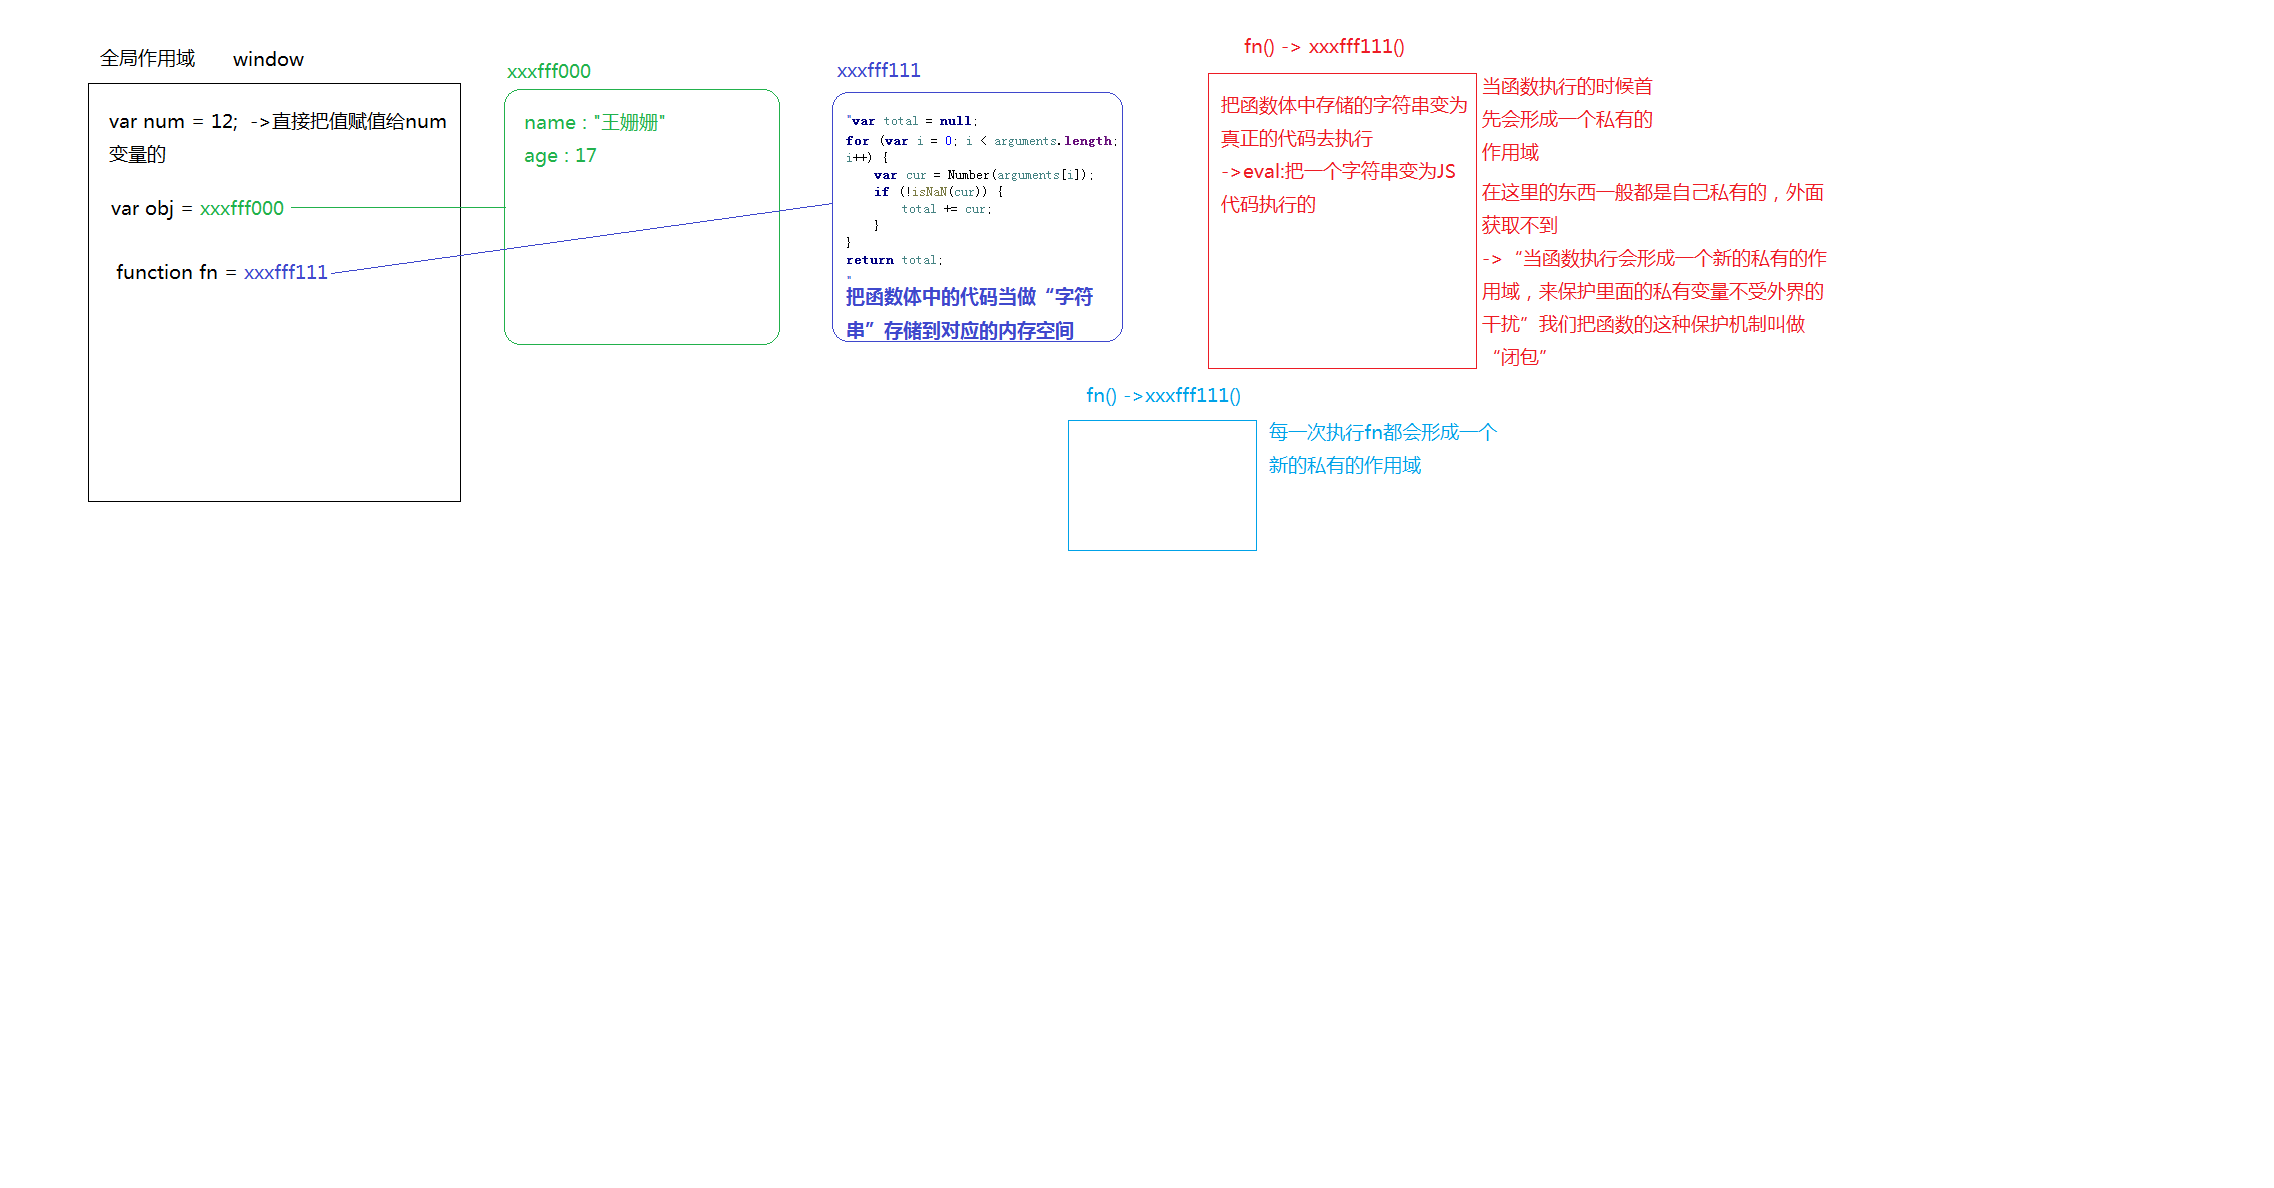 全局作用域 window
var num = 12; ->直接把值赋值给num
变量的
var obj = xxxfff000
function fn = xxxfff111
xxxfff000
name : "王姗姗"
age : 17
xxxfff111
"var total = null;
for (var i = 0; i < arguments.length;
i++) {
var cur = Number(arguments[i]);
if (!isNaN(cur)) {
total += cur;
}
}
return total;
"
把函数体中的代码当做“字符
串”存储到对应的内存空间
fn() -> xxxfff111()
把函数体中存储的字符串变为
真正的代码去执行
->eval:把一个字符串变为JS
代码执行的
当函数执行的时候首
先会形成一个私有的
作用域
在这里的东西一般都是自己私有的，外面
获取不到
->“当函数执行会形成一个新的私有的作
用域，来保护里面的私有变量不受外界的
干扰”我们把函数的这种保护机制叫做
“闭包”
fn() ->xxxfff111()
每一次执行fn都会形成一个
新的私有的作用域